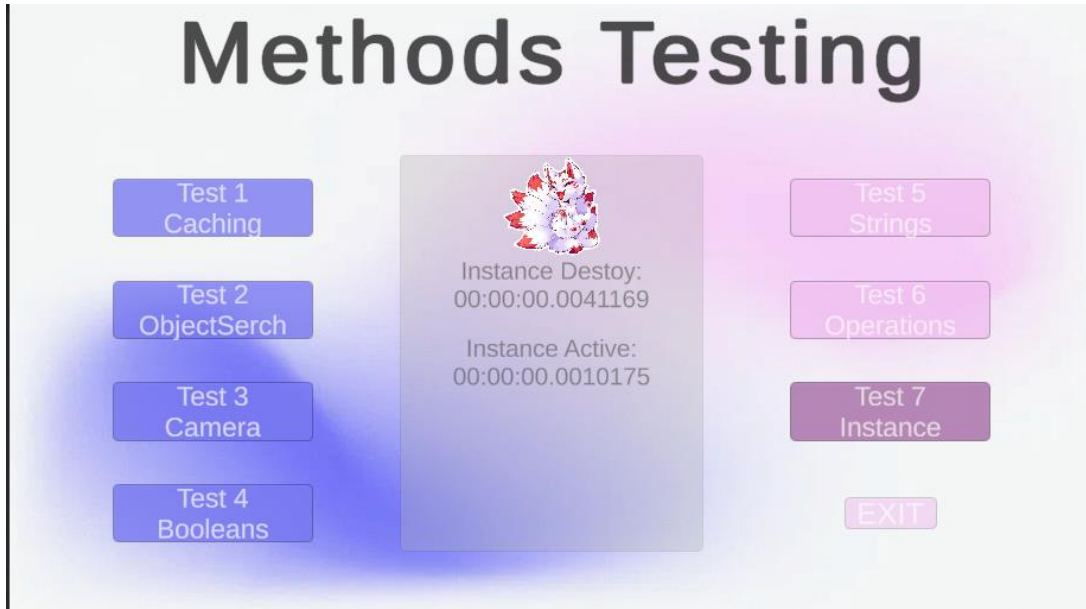 Methods Testing
Test 1
Caching
Test 2
ObjectSerch
Test 3
Camera
Test 4
Booleans
Instance Destoy:
00:00:00.0041169
Instance Active:
00:00:00.0010175
Test 5
Strings
Test 6
Operations
Test 7
Instance
EXIT